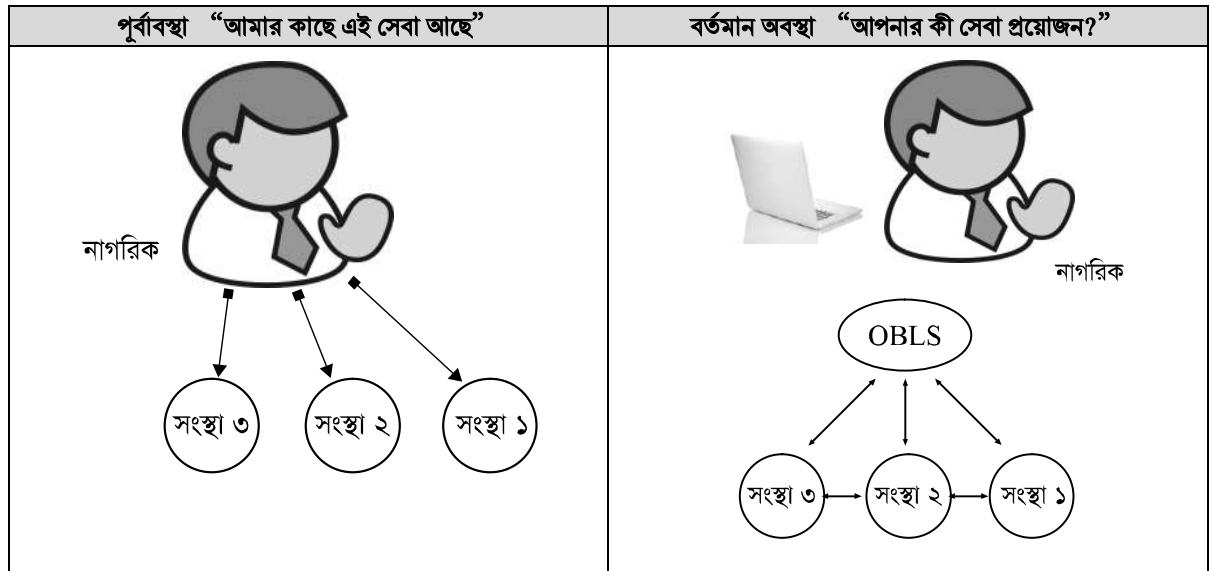 পূর্বাবস্থা “আমার কাছে এই সেবা আছে”
নাগরিক
সংস্থা ৩
সংস্থা ২
সংস্থা ১
বর্তমান অবস্থা “আপনার কী সেবা প্রয়োজন?”
নাগরিক
OBLS
সংস্থা ৩
সংস্থা ২
সংস্থা ১